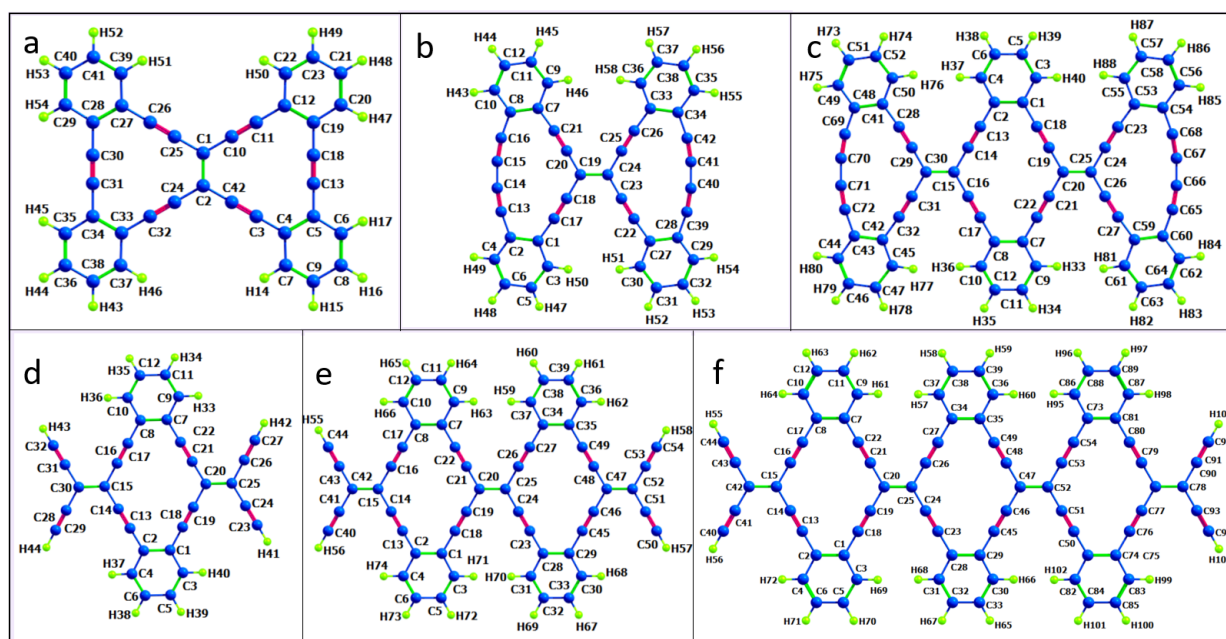 a
H52
C40 C39
H53 C41 H51
H54 C28 C26
C29 C27
C30 C25 C1
C31 C24 C2
H45 C33 C32
C35 C34
C36 C38 C37
H44 H43 H46
H49
C22 C21
H50 C23 H48
C12 C20
C10 C11 C19 H47
C18
C42 C13
C3 C4 C6 H17
C5
C7 C9 C8
H14 H15 H16
b
H44 H45
C12 C11 C9
H43 C10 C8 C7 H46
C16 C21
C15 C20 C19
C14 C18
C13 C17
C4 C2 C1
H49 C6 C3 H50
C5
H48 H47
H57
C37 H56
H58 C36 C38 C35
C33 H55
C25 C26 C34
C42
C24 C41
C23 C40
C22 C28 C39
H51 C27 C29 H54
C30 C31 C32
H52 H53
c
H73 H74
C51 C52
H75 C49 C48 C50 H76
C69 C41 C28
C70 C29 C30
C71 C31
C72 C42 C32
C44 C43 C45
H80 H77
H79 C46 C47
H78
H38 C5 H39
C6 C3
H37 C4 H40
C2 C1
C13 C18
C14 C19 C25
C15 C16 C20
C22 C21
C17 C7
H36 C8 H33
C10 C12 C9
C11 H34
H35
H87
C57 H86
H88 C58 C56
C55 C53 H85
C54
C23 C68
C24 C67
C26 C66
C27 C65
C59 C60
H81 C64 C62 H84
C61 C63
H82 H83
d
H35 C12 H34
C11
H36 C9
C10 H33
C8 C7
H43 H42
C32 C22 C27
C31 C16 C17 C21 C26
C30 C15 C20 C25
C28 C14 C19 C24
C29 C13 C18 C23
H44 C2 C1 H41
H37 C4 H40
C6 C5 C3
H38 H39
e
H65 C11 H64
C12 C9
C10
H66 C8 C7 H63
H55 C17
C44 C16 C22
C43 C42 C21 C20
C41 C15 C14 C19
C40 C13 C18
H56 C2 C1 H71
H74 C4 C3
C6 C5
H73 H72
H60 C39 H61
C38 C36
H59 C37 C34 H62
C35
C27 C49 H58
C26 C48 C53 C54
C25 C47 C52
C24 C46 C51
C23 C45 C50
C29 H57
H70 C28 H68
C31 C33 C30
C32
H69 H67
f
H63 H62
C12
C10 C11 C9 H61
H64 C8 C7
H55 C17 C22
C44 C16 C21
C43 C42 C15 C20
C41 C14 C19
C40 C13 C18
H56 C2 C1
H72 C3 H69
C4 C6 C5
H71 H70
H58 H59
C39
C37 C38 C36
H57 C34 H60
C27 C35 C49
C26 C48
C25 C24 C47 C52
C46
C23 C45
H68 C28 C29 H66
C31 C32 C30
C33
H67 H65
H96 H97
C86 C88 C89
C87
H95 C73 C81 H98
C54 C80
C53 C79 C91
C90
C51 C77 C78 C93
C50 C76
C74 C75
H102 H99
C82 C84 C83
C85
H101 H100